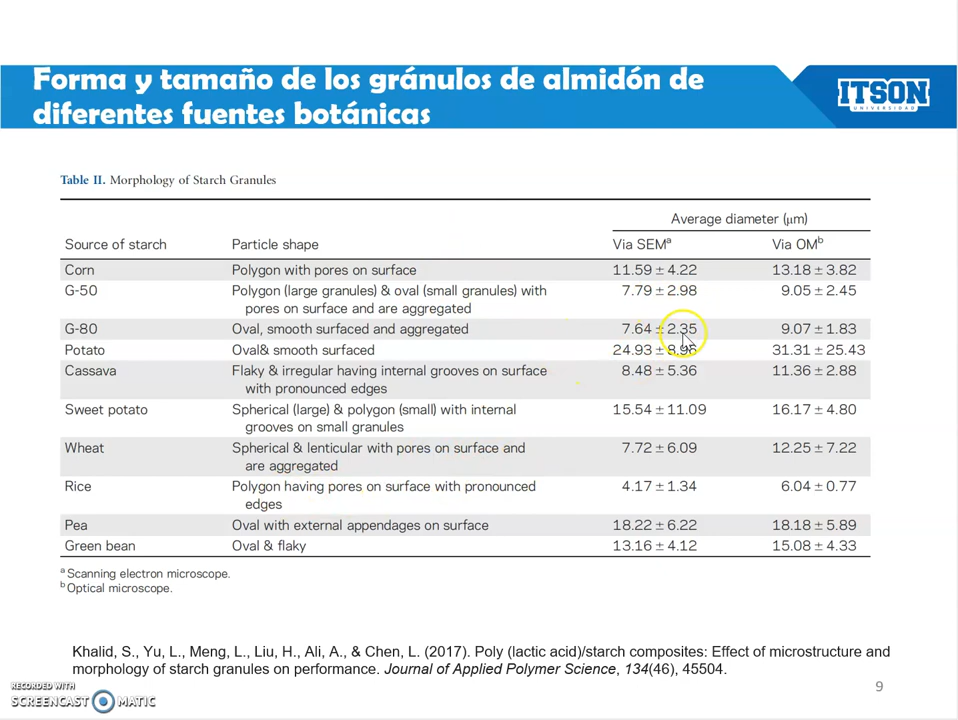 Forma y tamaño de los gránulos de almidón de
diferentes fuentes botánicas
ITSON
UNIVERSIDAD
Table II. Morphology of Starch Granules
Average diameter (μm)
Source of starch Particle shape Via SEMa Via OMb
Corn Polygon with pores on surface 11.59 ± 4.22 13.18 ± 3.82
G-50 Polygon (large granules) & oval (small granules) with 7.79 ± 2.98 9.05 ± 2.45
pores on surface and are aggregated
G-80 Oval, smooth surfaced and aggregated 7.64 ± 2.35 9.07 ± 1.83
Potato Oval& smooth surfaced 24.93 ± 8.96 31.31 ± 25.43
Cassava Flaky & irregular having internal grooves on surface 8.48 ± 5.36 11.36 ± 2.88
with pronounced edges
Sweet potato Spherical (large) & polygon (small) with internal 15.54 ± 11.09 16.17 ± 4.80
grooves on small granules
Wheat Spherical & lenticular with pores on surface and 7.72 ± 6.09 12.25 ± 7.22
are aggregated
Rice Polygon having pores on surface with pronounced 4.17 ± 1.34 6.04 ± 0.77
edges
Pea Oval with external appendages on surface 18.22 ± 6.22 18.18 ± 5.89
Green bean Oval & flaky 13.16 ± 4.12 15.08 ± 4.33
a Scanning electron microscope.
b Optical microscope.
Khalid, S., Yu, L., Meng, L., Liu, H., Ali, A., & Chen, L. (2017). Poly (lactic acid)/starch composites: Effect of microstructure and
morphology of starch granules on performance. Journal of Applied Polymer Science, 134(46), 45504.
9
RECORDED WITH
SCREENCAST MATIC